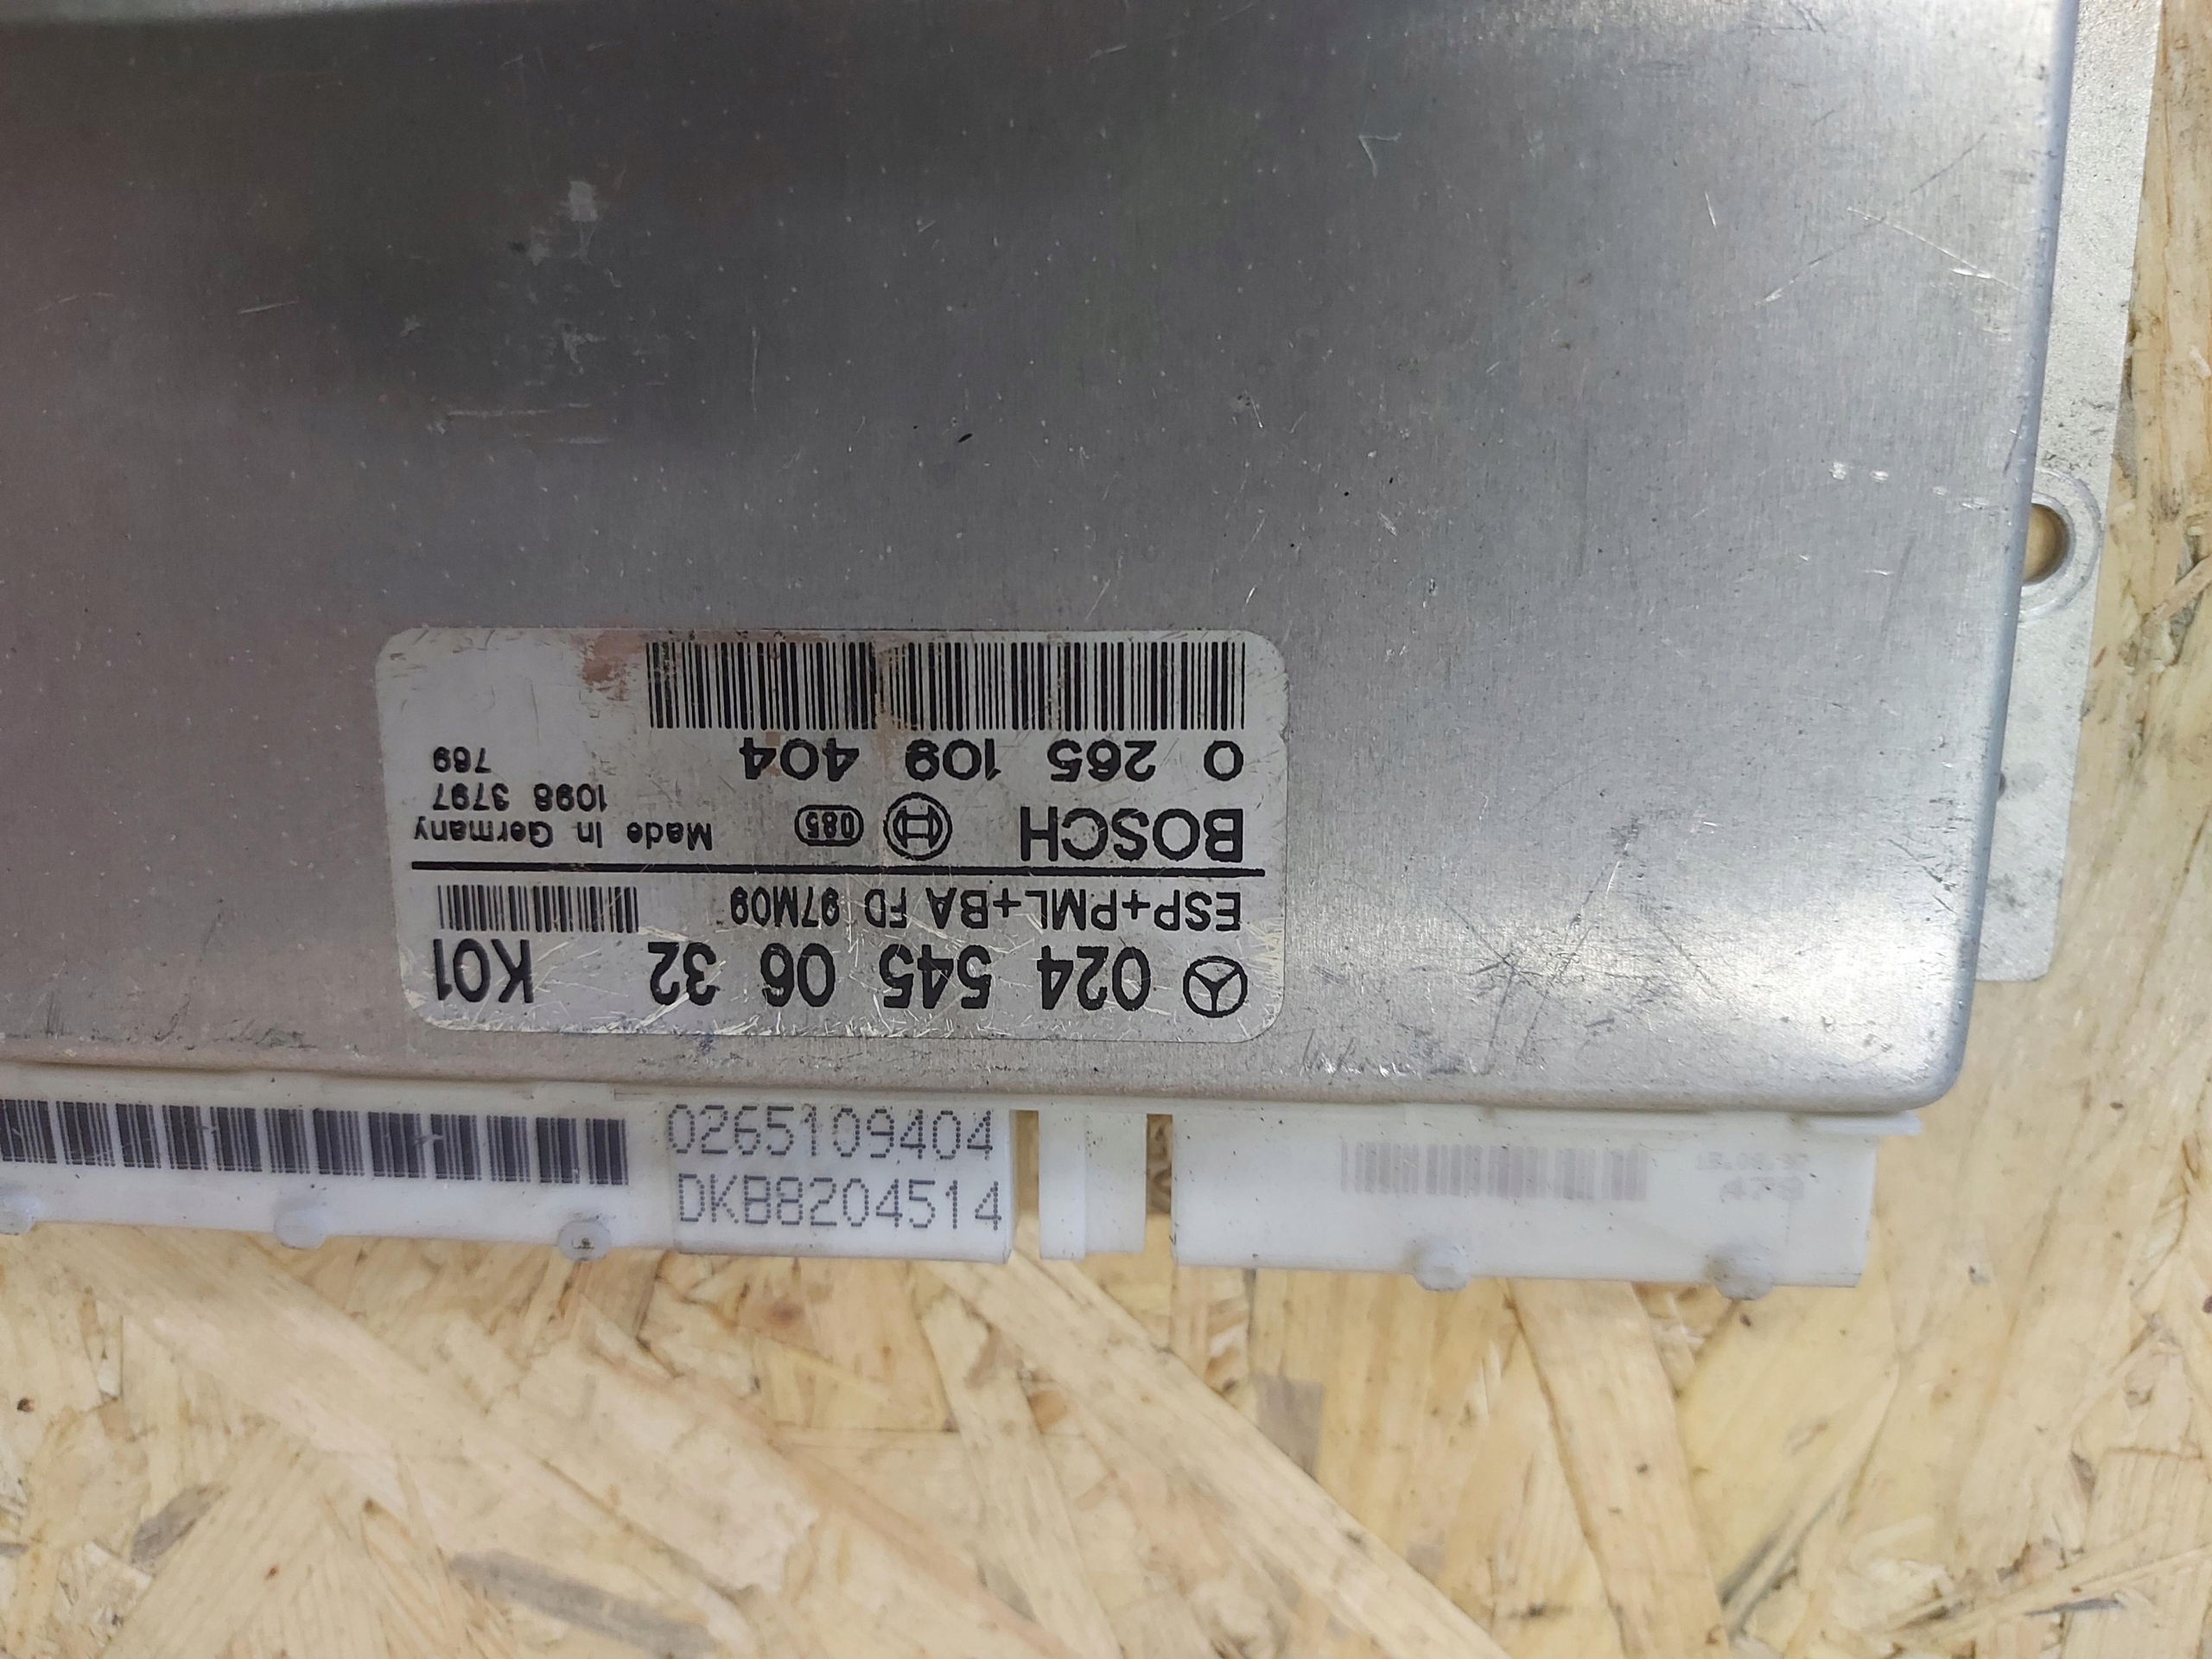 024 545 06 32 K01
ESP+PML+BA FD 97M09
BOSCH 085 Made In Germany
1098 3797
0 265 109 404
769
0265109404
DKB8204514